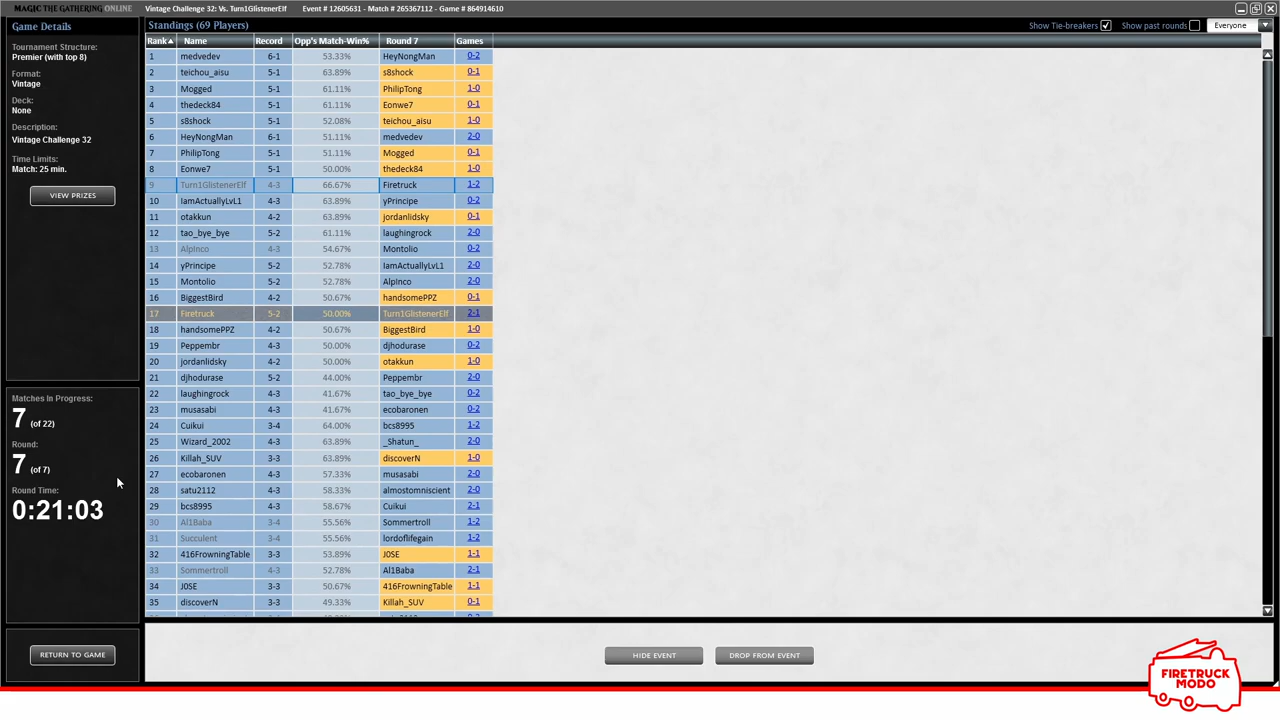 MAGIC THE GATHERING ONLINE Vintage Challenge 32: Vs. Turn1GlistenerElf Event # 12605631 - Match # 265367112 - Game # 864914610
Game Details
Tournament Structure:
Premier (with top 8)
Format:
Vintage
Deck:
None
Description:
Vintage Challenge 32
Time Limits:
Match: 25 min.
VIEW PRIZES
Matches In Progress:
7 (of 22)
Round:
7 (of 7)
Round Time:
0:21:03
RETURN TO GAME
Standings (69 Players) Show Tie-breakers Show past rounds Everyone
Rank Name Record Opp's Match-Win% Round 7 Games
1 medvedev 6-1 53.33% HeyNongMan 0-2
2 teichou_aisu 5-1 63.89% s8shock 0-1
3 Mogged 5-1 61.11% PhilipTong 1-0
4 thedeck84 5-1 61.11% Eonwe7 0-1
5 s8shock 5-1 52.08% teichou_aisu 1-0
6 HeyNongMan 6-1 51.11% medvedev 2-0
7 PhilipTong 5-1 51.11% Mogged 0-1
8 Eonwe7 5-1 50.00% thedeck84 1-0
9 Turn1GlistenerElf 4-3 66.67% Firetruck 1-2
10 IamActuallyLvL1 4-3 63.89% yPrincipe 0-2
11 otakkun 4-2 63.89% jordanlidsky 0-1
12 tao_bye_bye 5-2 61.11% laughingrock 2-0
13 AlpInco 4-3 54.67% Montolio 0-2
14 yPrincipe 5-2 52.78% IamActuallyLvL1 2-0
15 Montolio 5-2 52.78% AlpInco 2-0
16 BiggestBird 4-2 50.67% handsomePPZ 0-1
17 Firetruck 5-2 50.00% Turn1GlistenerElf 2-1
18 handsomePPZ 4-2 50.67% BiggestBird 1-0
19 Peppembr 4-3 50.00% djhodurase 0-2
20 jordanlidsky 4-2 50.00% otakkun 1-0
21 djhodurase 5-2 44.00% Peppembr 2-0
22 laughingrock 4-3 41.67% tao_bye_bye 0-2
23 musasabi 4-3 41.67% ecobaronen 0-2
24 Cuikui 3-4 64.00% bcs8995 1-2
25 Wizard_2002 4-3 63.89% _Shatun_ 2-0
26 Killah_SUV 3-3 63.89% discoverN 1-0
27 ecobaronen 4-3 57.33% musasabi 2-0
28 satu2112 4-3 58.33% almostomniscient 2-0
29 bcs8995 4-3 58.67% Cuikui 2-1
30 Al1Baba 3-4 55.56% Sommertroll 1-2
31 Succulent 3-4 55.56% lordoflifegain 1-2
32 416FrowningTable 3-3 53.89% J0SE 1-1
33 Sommertroll 4-3 52.78% Al1Baba 2-1
34 J0SE 3-3 50.67% 416FrowningTable 1-1
35 discoverN 3-3 49.33% Killah_SUV 0-1
HIDE EVENT DROP FROM EVENT
FIRETRUCK
MODO